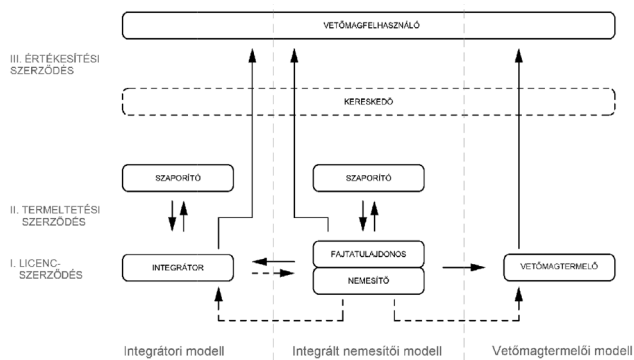 VETŐMAGFELHASZNÁLÓ
III. ÉRTÉKESÍTÉSI
SZERZŐDÉS
KERESKEDŐ
SZAPORÍTÓ
SZAPORÍTÓ
II. TERMELTETÉSI
SZERZŐDÉS
FAJTATULAJDONOS
I. LICENC-
SZERZŐDÉS
INTEGRÁTOR
VETŐMAGTERMELŐ
NEMESÍTŐ
Integrátori modell
Integrált nemesítői modell
Vetőmagtermelői modell